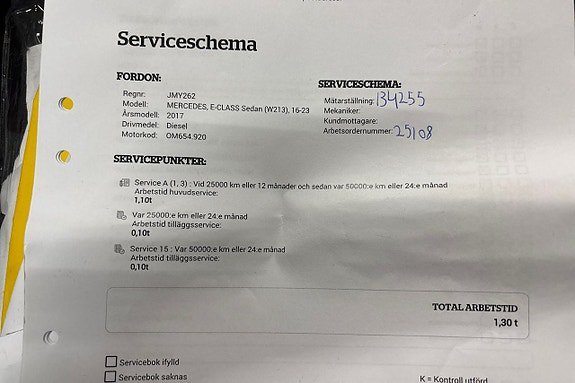 Serviceschema
FORDON:
Regnr: JMY262
Modell: MERCEDES, E-CLASS Sedan (W213), 16-23
Årsmodell: 2017
Drivmedel: Diesel
Motorkod: OM654.920
SERVICESCHEMA:
Mätarställning: 134255
Mekaniker:
Kundmottagare:
Arbetsordernummer: 25108
SERVICEPUNKTER:
Service A (1, 3) : Vid 25000 km eller 12 månader och sedan var 50000:e km eller 24:e månad
Arbetstid huvudservice:
1,10t
Var 25000:e km eller 24:e månad
Arbetstid tilläggsservice:
0,10t
Service 15 : Var 50000:e km eller 24:e månad
Arbetstid tilläggsservice:
0,10t
TOTAL ARBETSTID
1,30 t
Servicebok ifylld
Servicebok saknas
K = Kontroll utförd